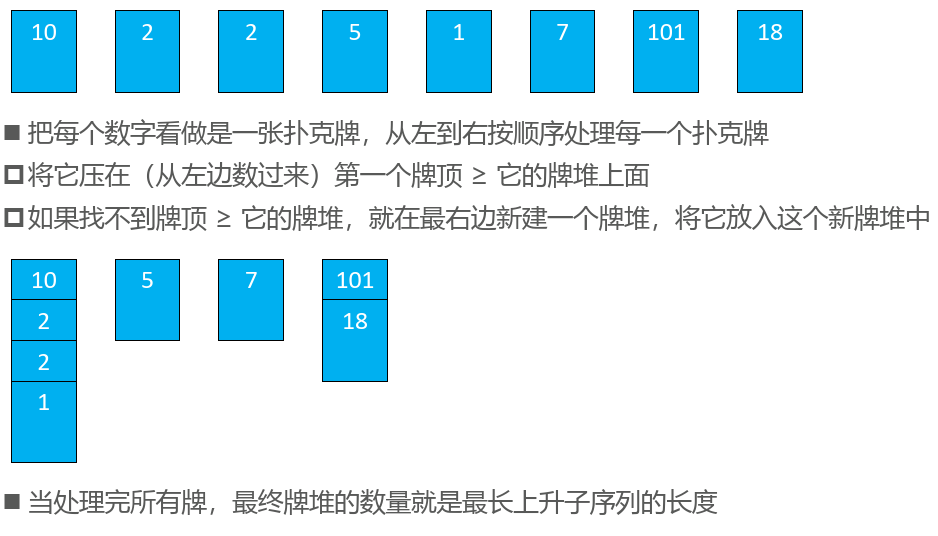 10 2 2 5 1 7 101 18
■ 把每个数字看做是一张扑克牌，从左到右按顺序处理每一个扑克牌
将它压在（从左边数过来）第一个牌顶 ≥ 它的牌堆上面
如果找不到牌顶 ≥ 它的牌堆，就在最右边新建一个牌堆，将它放入这个新牌堆中
10 5 7 101
2 18
2
1
■ 当处理完所有牌，最终牌堆的数量就是最长上升子序列的长度